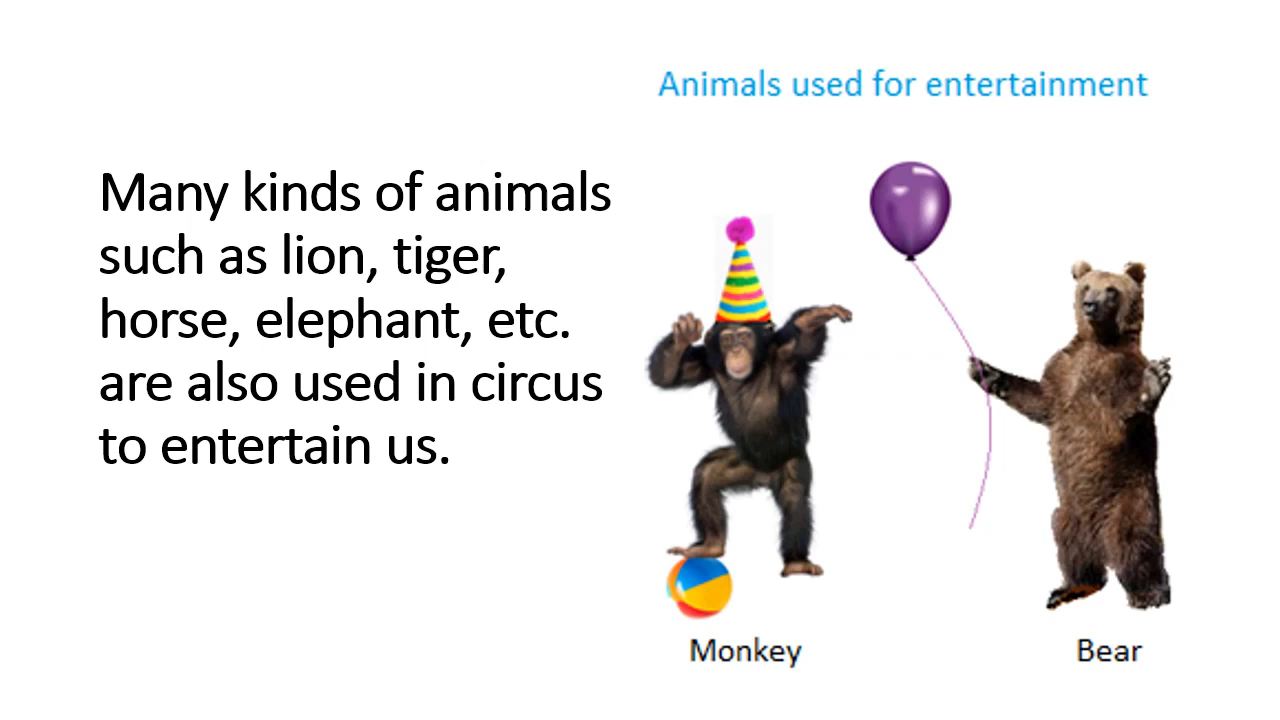 Animals used for entertainment
Many kinds of animals
such as lion, tiger,
horse, elephant, etc.
are also used in circus
to entertain us.
Monkey
Bear